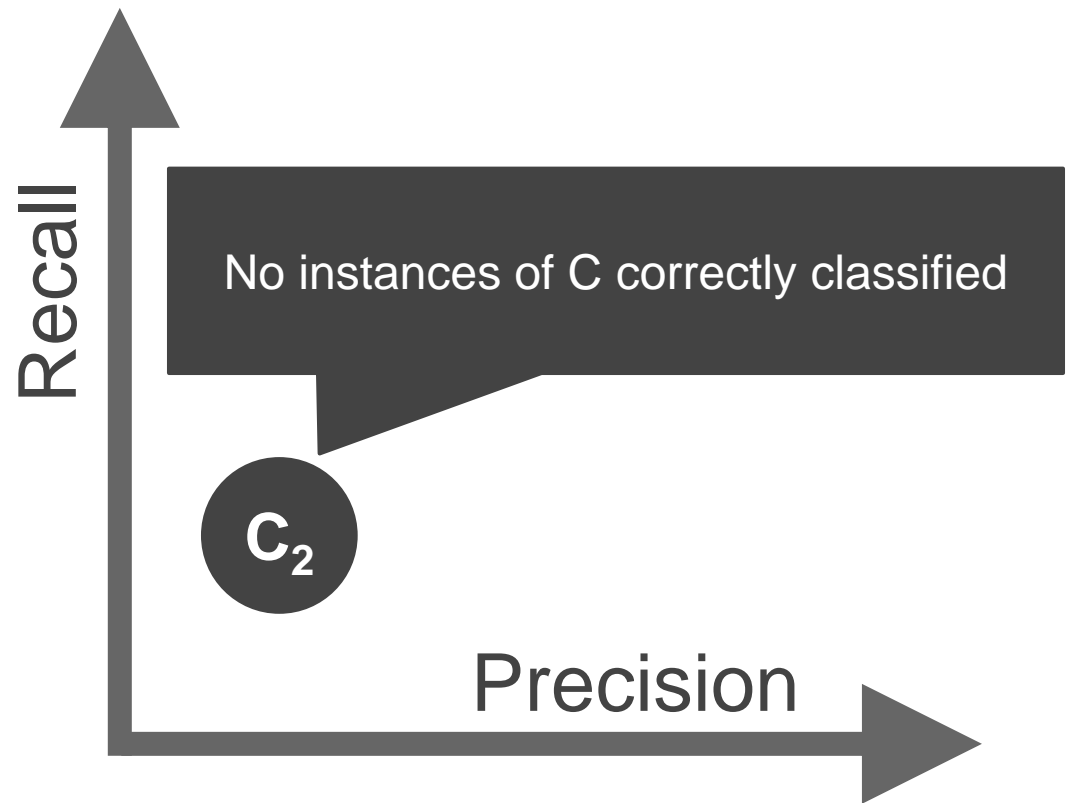 Recall
No instances of C correctly classified
C₂
Precision